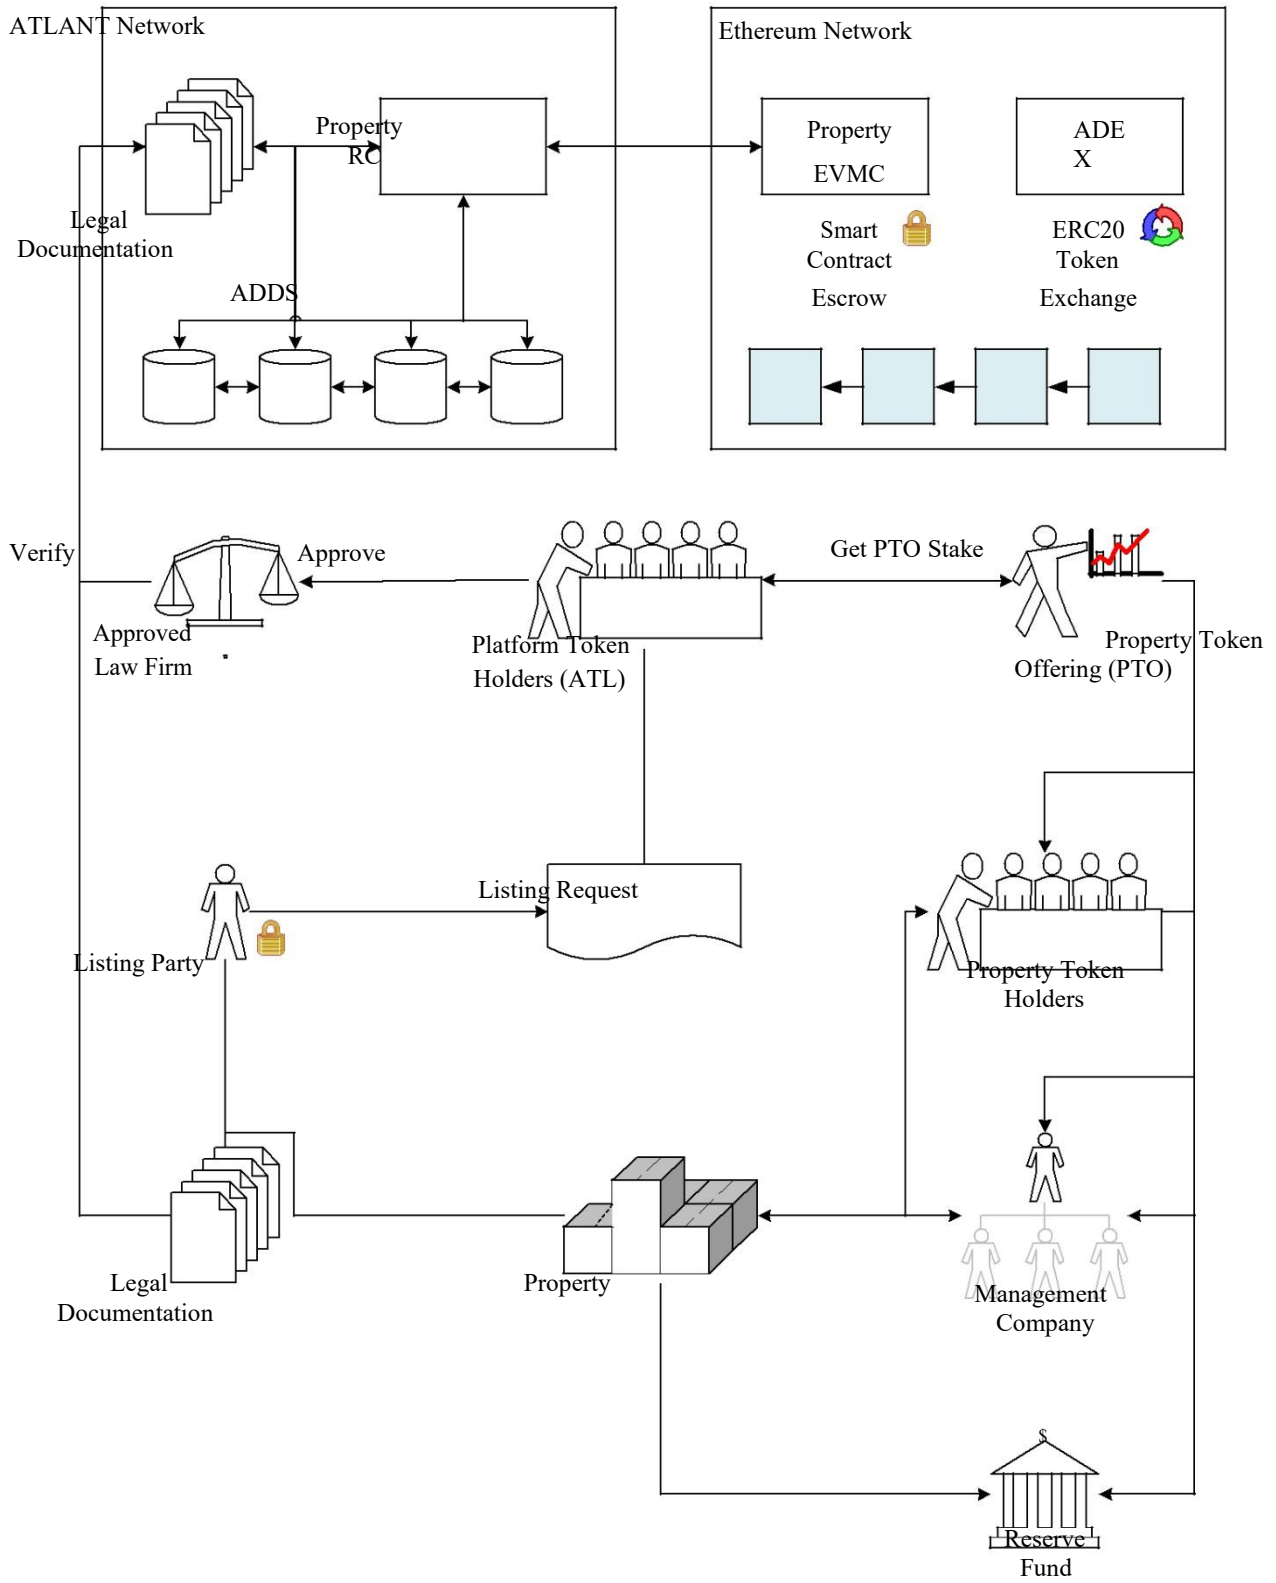 ATLANT Network
Ethereum Network
Property
RC
Property
EVMC
ADE
X
Legal
Documentation
Smart
Contract
Escrow
ERC20
Token
Exchange
ADDS
Verify
Approve
Get PTO Stake
Approved
Law Firm
Platform Token
Holders (ATL)
Property Token
Offering (PTO)
Listing Request
Listing Party
Property Token
Holders
Legal
Documentation
Property
Management
Company
$
Reserve
Fund